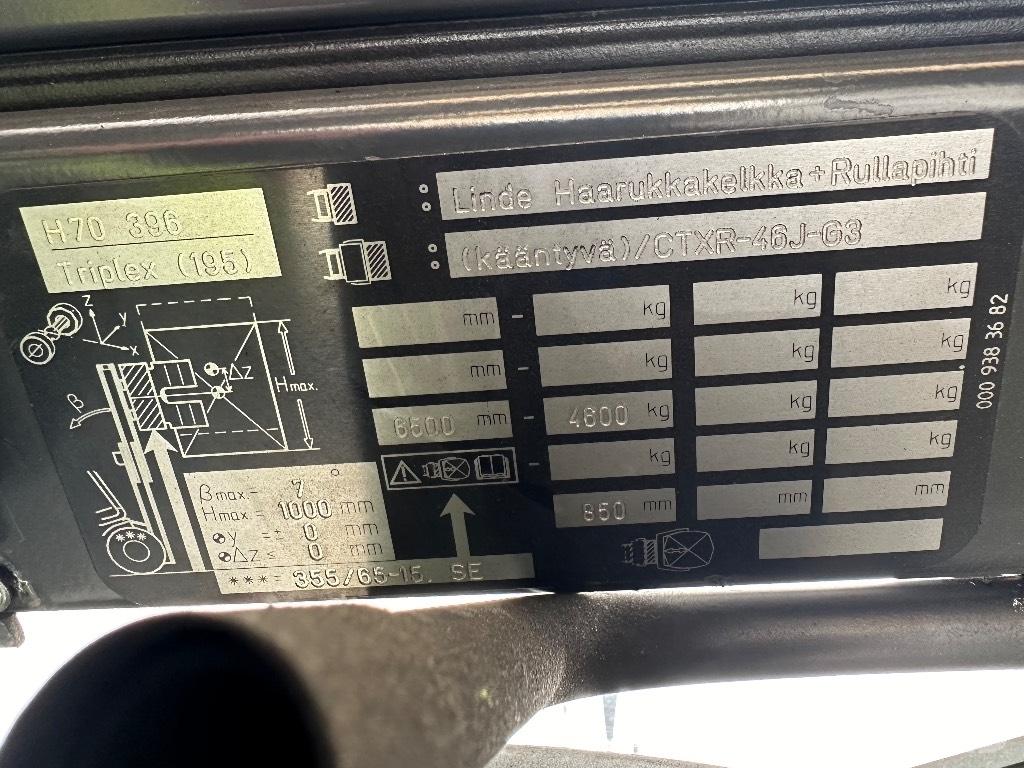 H70 396
Triplex (195)
: Linde Haarukkakelkka + Rullapihti
: (kääntyvä)/CTXR-46J-G3
mm - kg kg kg
mm - kg kg kg
6500 mm - 4600 kg kg kg
- kg kg kg
850 mm mm mm
Z
y
x
β
ΔZ
Hmax.
βmax.= 7 °
Hmax = 1000 mm
y = ± 0 mm
ΔZ ≤ 0 mm
*** = 355/65-15, SE
***
000 938 36 82